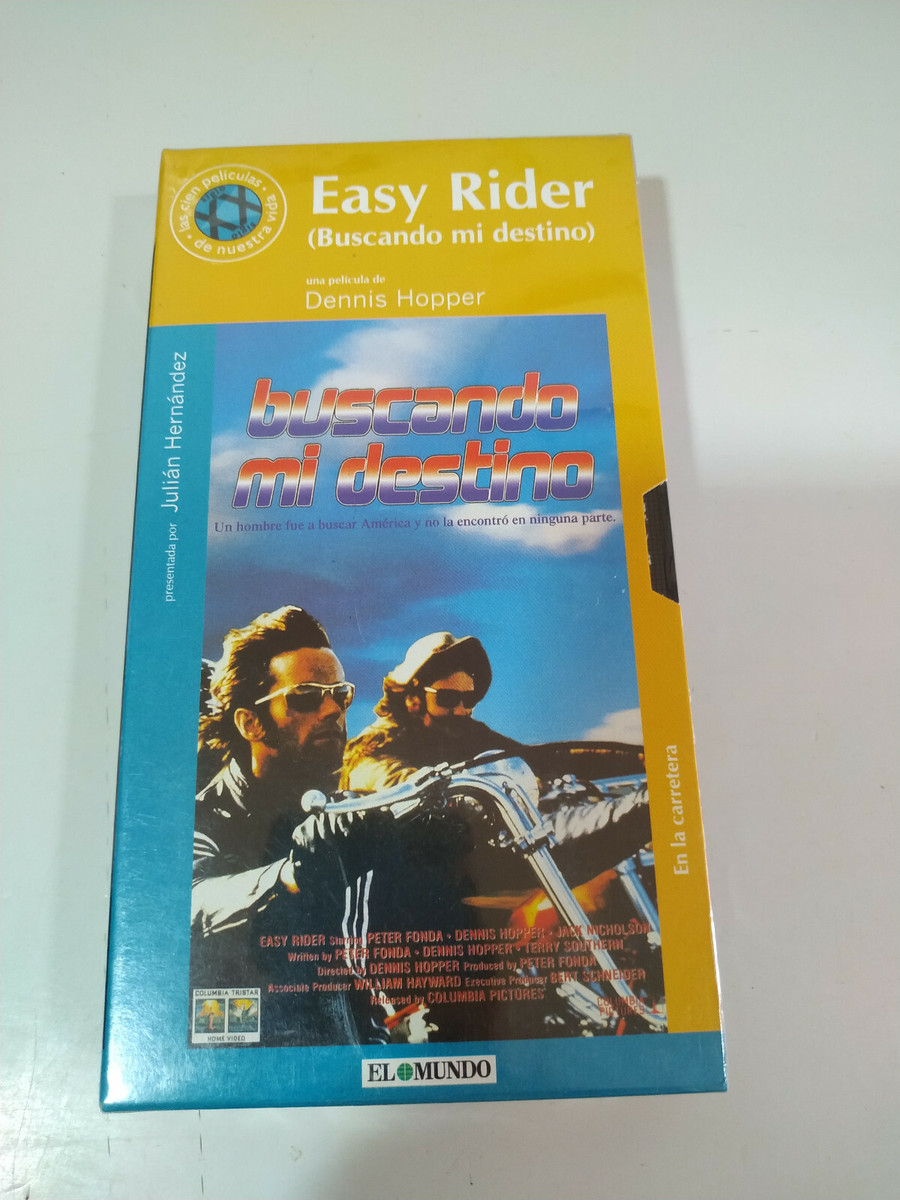 las cien películas
de nuestra vida
Easy Rider
(Buscando mi destino)
una película de
Dennis Hopper
presentada por Julián Hernández
buscando
mi destino
Un hombre fue a buscar América y no la encontró en ninguna parte.
En la carretera
EASY RIDER Starring PETER FONDA · DENNIS HOPPER · JACK NICHOLSON
Written by PETER FONDA · DENNIS HOPPER · TERRY SOUTHERN
Directed by DENNIS HOPPER Produced by PETER FONDA
Associate Producer WILLIAM HAYWARD Executive Producer BERT SCHNEIDER
Released by COLUMBIA PICTURES
COLUMBIA
PICTURES
COLUMBIA TRISTAR
HOME VIDEO
EL MUNDO